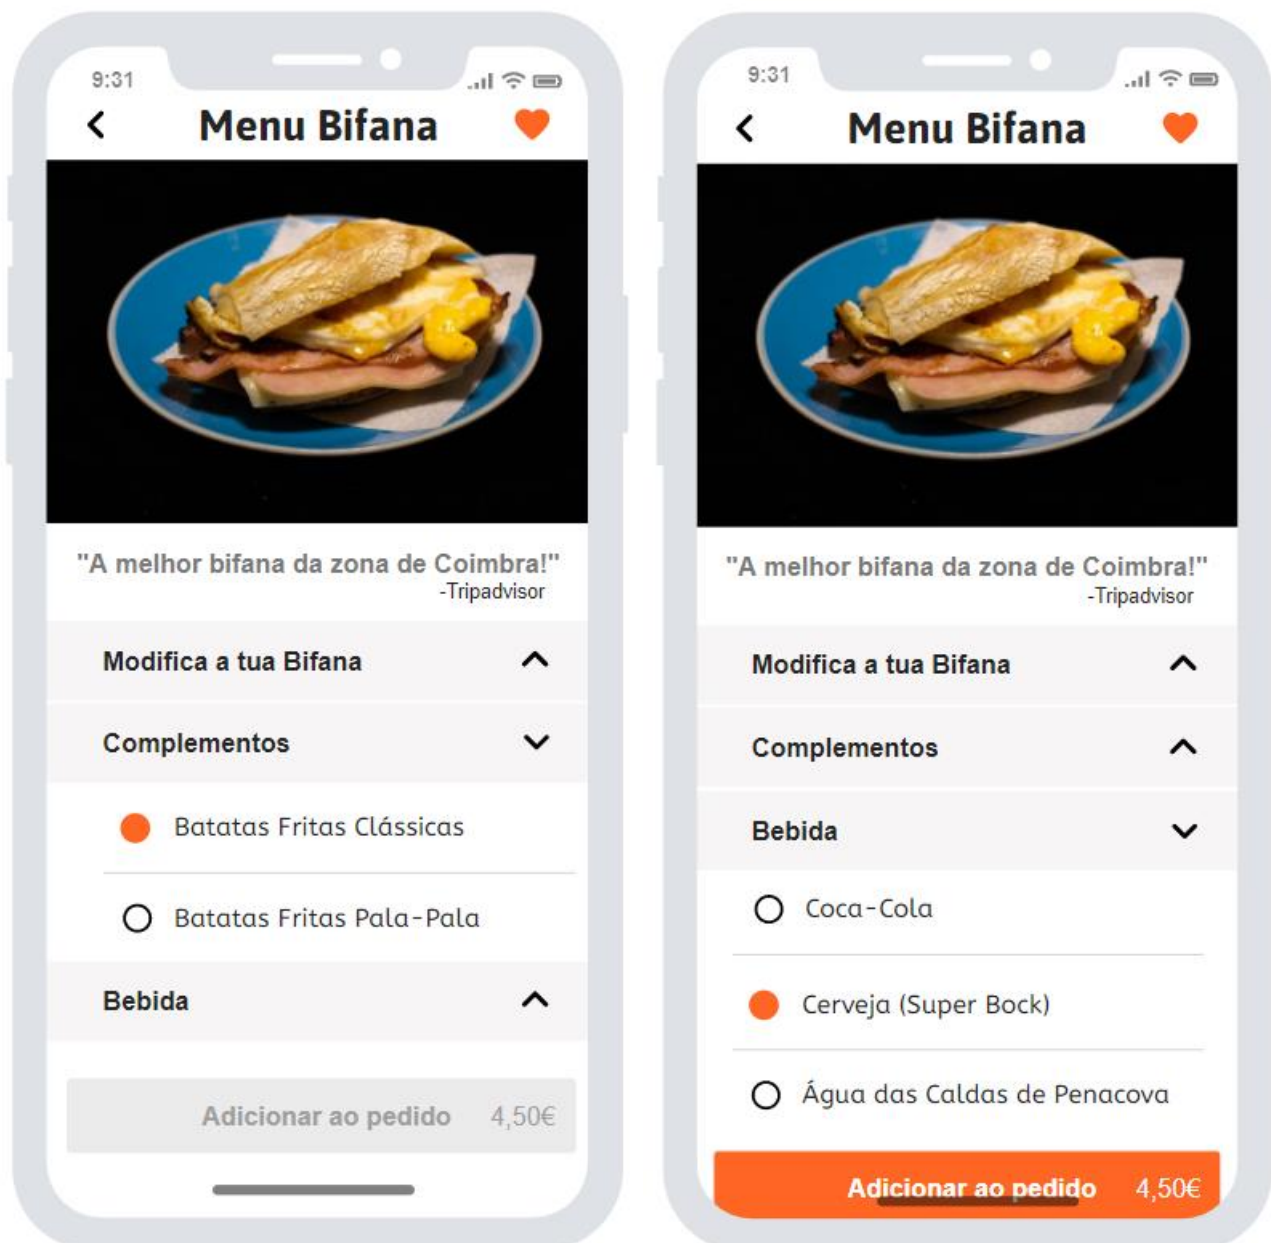 9:31
Menu Bifana
"A melhor bifana da zona de Coimbra!"
-Tripadvisor
Modifica a tua Bifana
Complementos
Batatas Fritas Clássicas
Batatas Fritas Pala-Pala
Bebida
Adicionar ao pedido 4,50€
9:31
Menu Bifana
"A melhor bifana da zona de Coimbra!"
-Tripadvisor
Modifica a tua Bifana
Complementos
Bebida
Coca-Cola
Cerveja (Super Bock)
Água das Caldas de Penacova
Adicionar ao pedido 4,50€